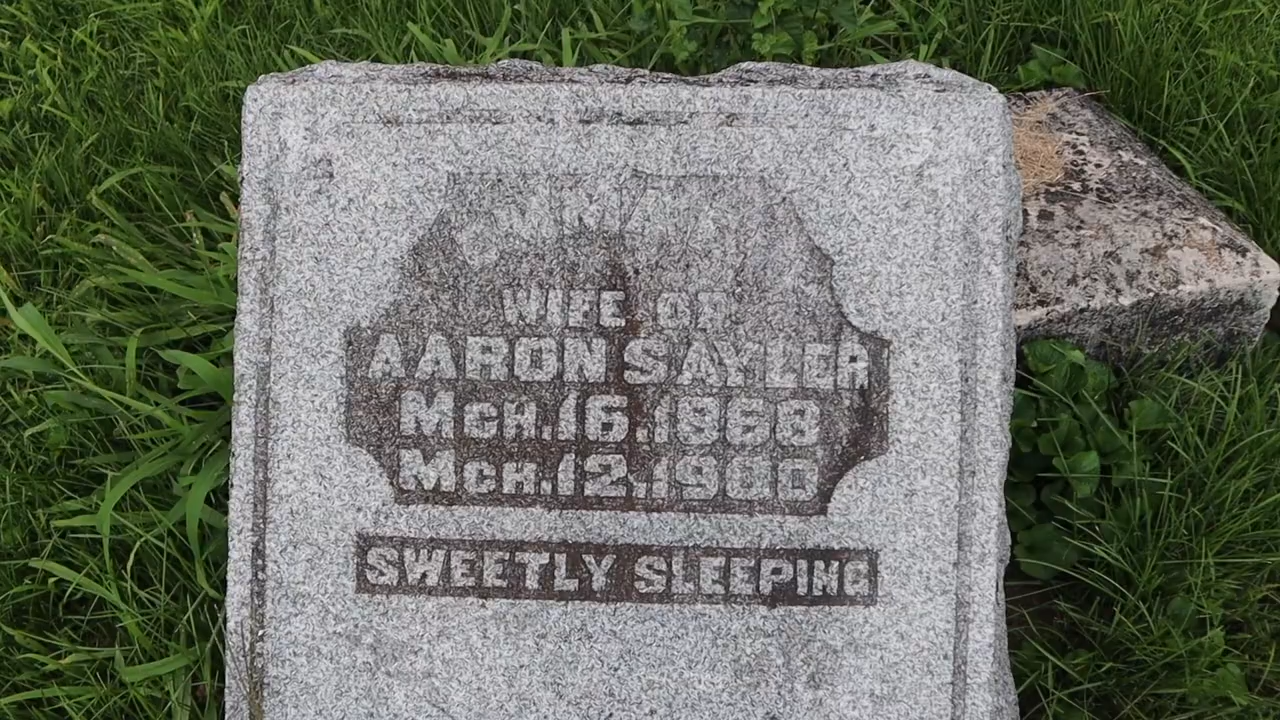 WIFE OF
AARON SAYLER
MCH.16.1868
MCH.12.1900
SWEETLY SLEEPING